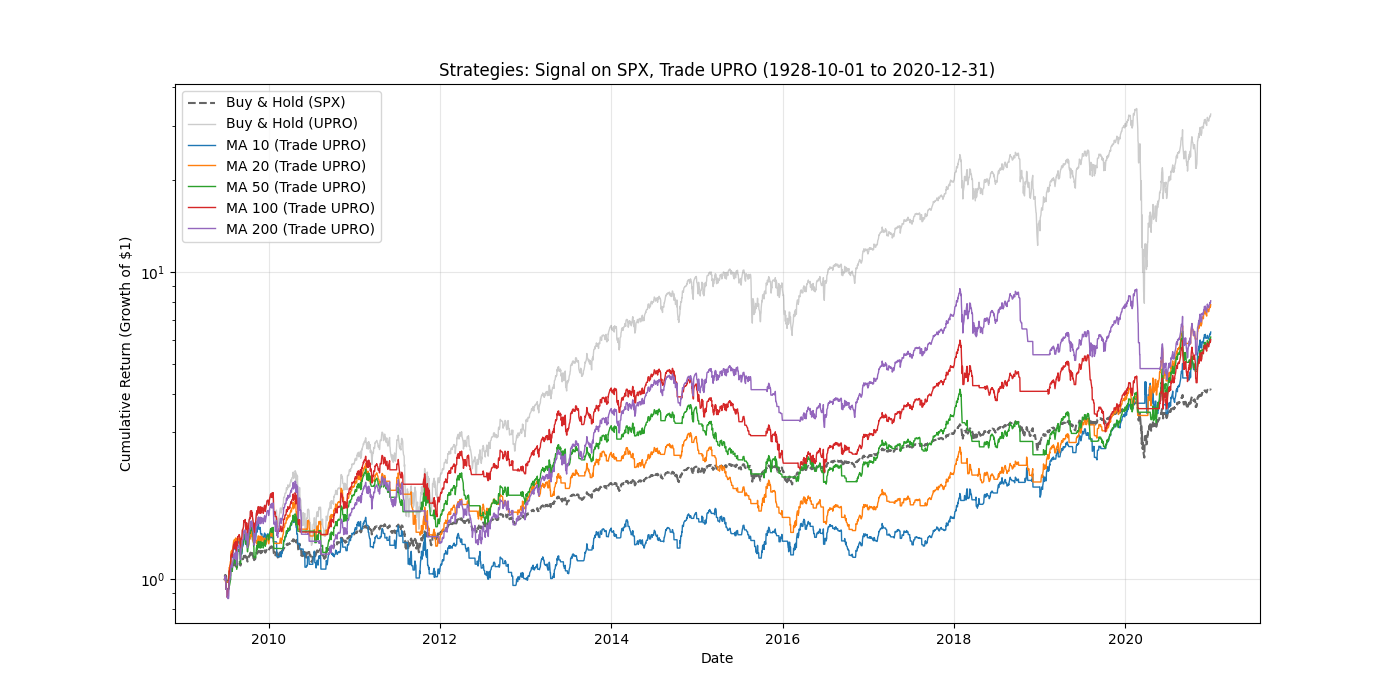 Strategies: Signal on SPX, Trade UPRO (1928-10-01 to 2020-12-31)
Buy & Hold (SPX)
Buy & Hold (UPRO)
MA 10 (Trade UPRO)
MA 20 (Trade UPRO)
MA 50 (Trade UPRO)
MA 100 (Trade UPRO)
MA 200 (Trade UPRO)
Cumulative Return (Growth of $1)
10¹
10⁰
2010 2012 2014 2016 2018 2020
Date